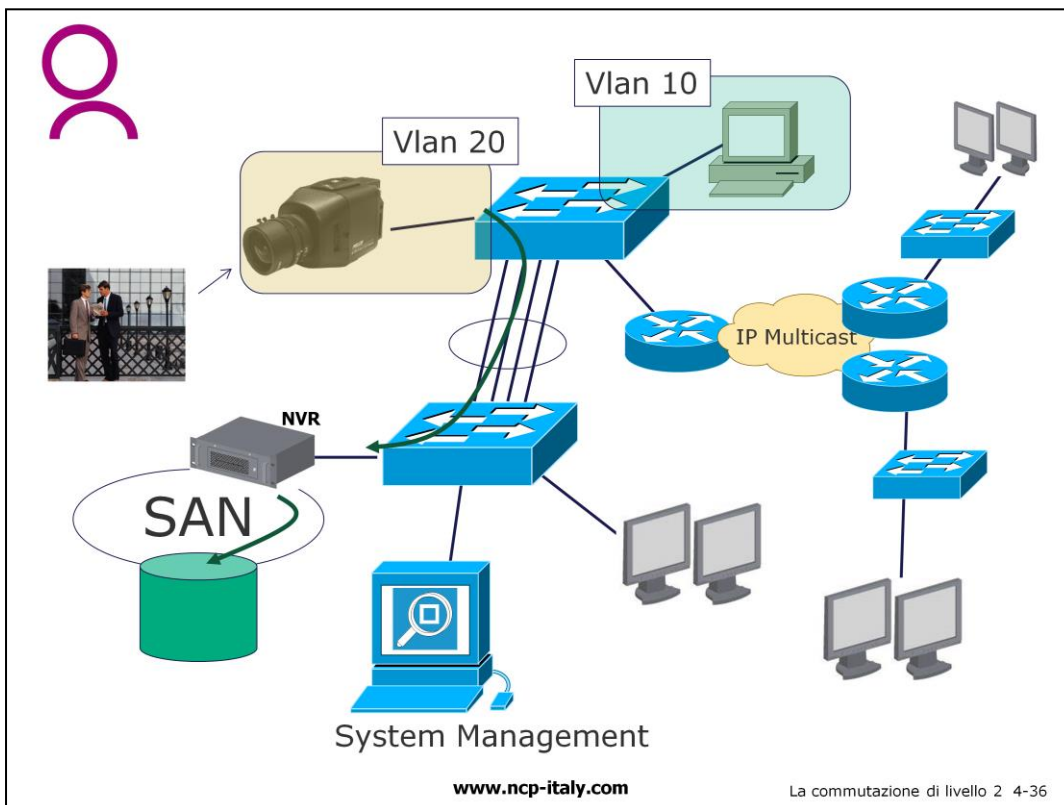 Vlan 10
Vlan 20
IP Multicast
NVR
SAN
System Management
www.ncp-italy.com
La commutazione di livello 2 4-36